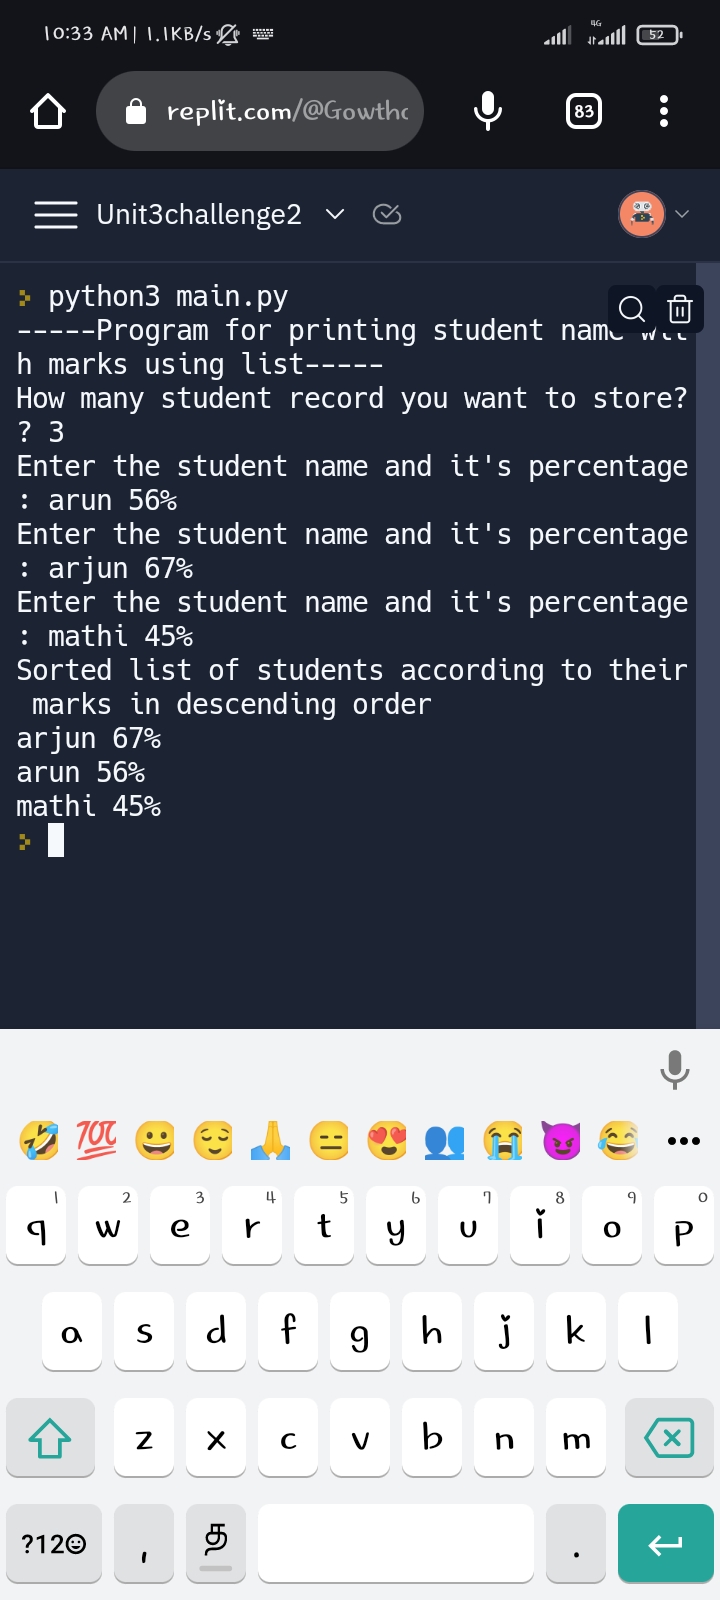 10:33 AM | 1.1KB/s
4G
52
replit.com/@Gowtha
83
Unit3challenge2
python3 main.py
-----Program for printing student name wit
h marks using list-----
How many student record you want to store?
? 3
Enter the student name and it's percentage
: arun 56%
Enter the student name and it's percentage
: arjun 67%
Enter the student name and it's percentage
: mathi 45%
Sorted list of students according to their
marks in descending order
arjun 67%
arun 56%
mathi 45%
100
1 2 3 4 5 6 7 8 9 0
q w e r t y u i o p
a s d f g h j k l
z x c v b n m
?12 , த .